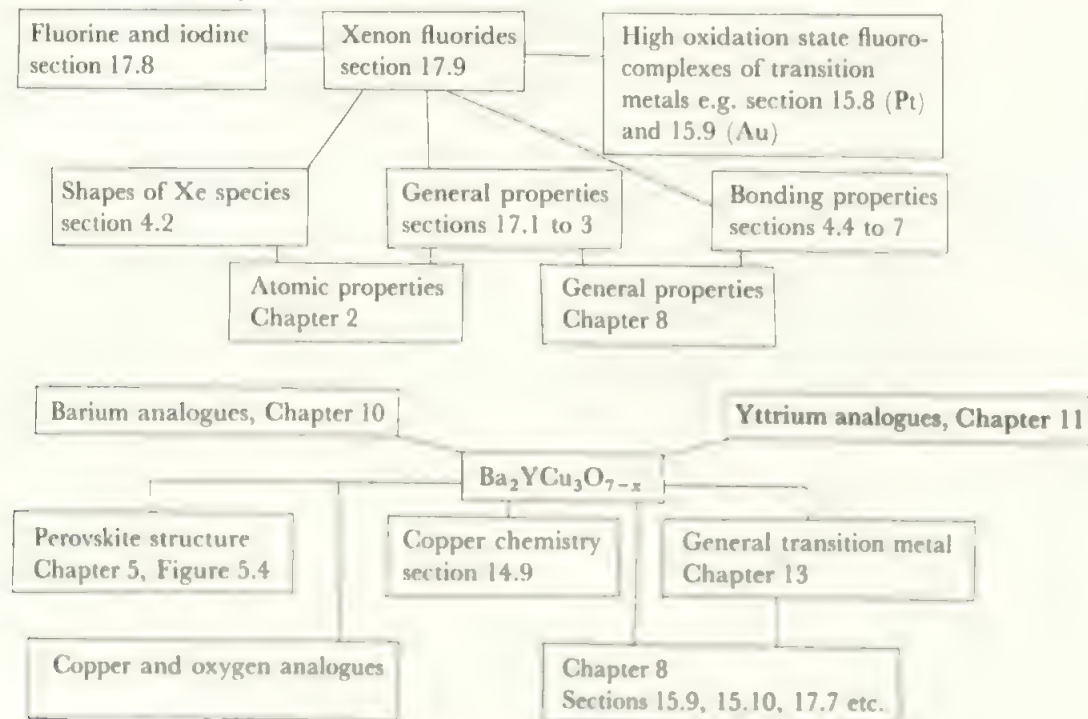 Fluorine and iodine
section 17.8
Xenon fluorides
section 17.9
High oxidation state fluoro-
complexes of transition
metals e.g. section 15.8 (Pt)
and 15.9 (Au)
Shapes of Xe species
section 4.2
General properties
sections 17.1 to 3
Bonding properties
sections 4.4 to 7
Atomic properties
Chapter 2
General properties
Chapter 8
Barium analogues, Chapter 10
Yttrium analogues, Chapter 11
Ba₂YCu₃O₇₋ₓ
Perovskite structure
Chapter 5, Figure 5.4
Copper chemistry
section 14.9
General transition metal
Chapter 13
Copper and oxygen analogues
Chapter 8
Sections 15.9, 15.10, 17.7 etc.